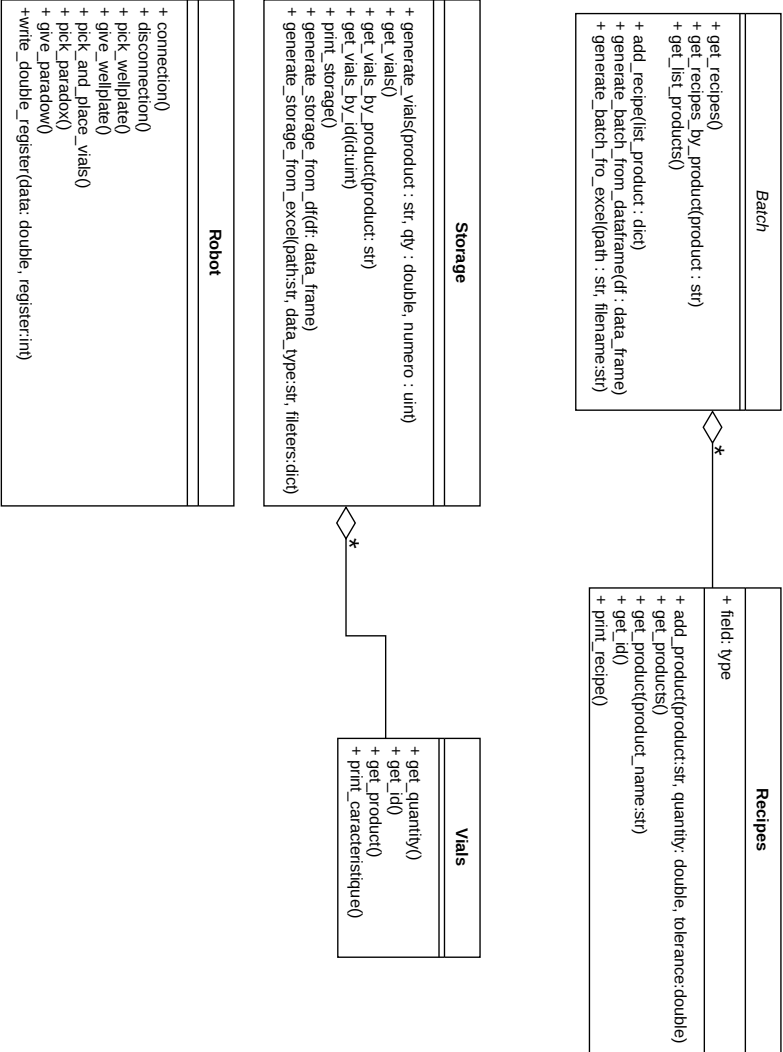 Batch
+ get_recipes()
+ get_recipes_by_product(product : str)
+ get_list_products()
+ add_recipe(list_product : dict)
+ generate_batch_from_dataframe(df : data_frame)
+ generate_batch_fro_excel(path : str, filename:str)
*
Recipes
+ field: type
+ add_product(product:str, quantity: double, tolerance:double)
+ get_products()
+ get_product(product_name:str)
+ get_id()
+ print_recipe()
Storage
+ generate_vials(product : str, qty : double, numero : uint)
+ get_vials()
+ get_vials_by_product(product: str)
+ get_vials_by_id(id:uint)
+ print_storage()
+ generate_storage_from_df(df: data_frame)
+ generate_storage_from_excel(path:str, data_type:str, fileters:dict)
*
Vials
+ get_quantity()
+ get_id()
+ get_product()
+ print_caracteristique()
Robot
+ connection()
+ disconnection()
+ pick_wellplate()
+ give_wellplate()
+ pick_and_place_vials()
+ pick_paradox()
+ give_paradow()
+write_double_register(data: double, register:int)